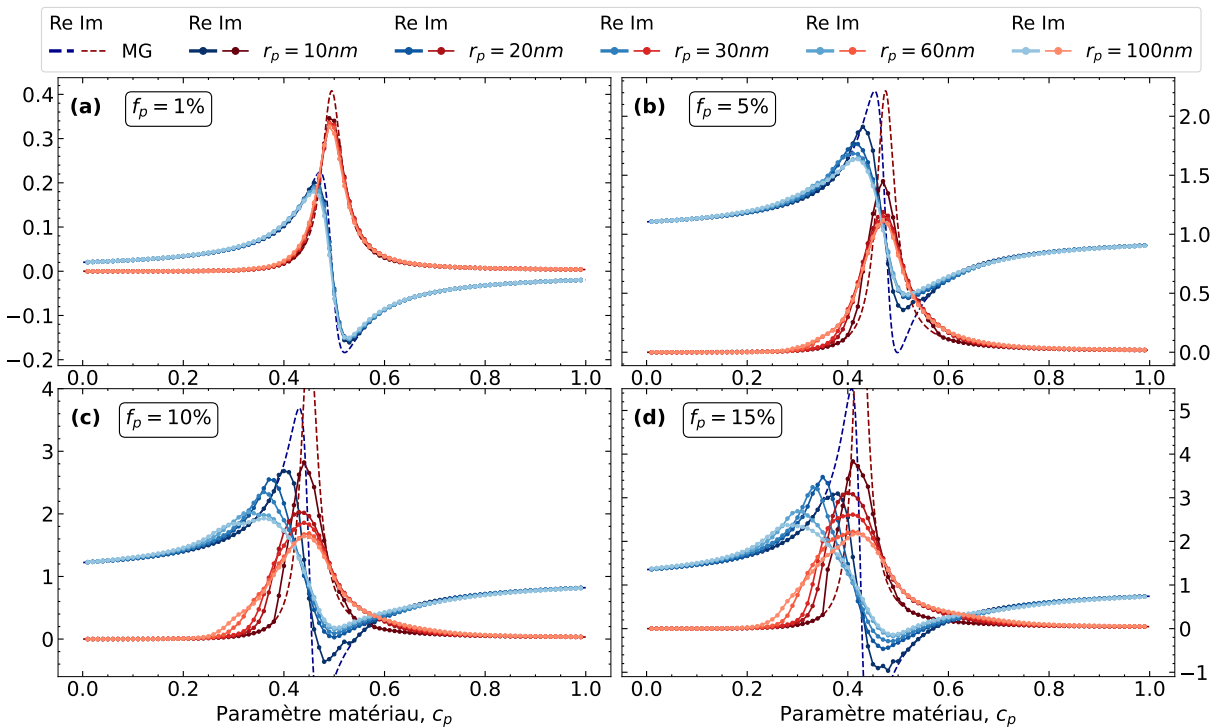 Re Im Re Im Re Im Re Im Re Im Re Im
MG r_p = 10nm r_p = 20nm r_p = 30nm r_p = 60nm r_p = 100nm
(a) f_p = 1%
0.4
0.3
0.2
0.1
0.0
−0.1
−0.2
0.0 0.2 0.4 0.6 0.8 1.0
(b) f_p = 5%
2.0
1.5
1.0
0.5
0.0
0.0 0.2 0.4 0.6 0.8 1.0
(c) f_p = 10%
4
3
2
1
0
0.0 0.2 0.4 0.6 0.8 1.0
Paramètre matériau, c_p
(d) f_p = 15%
5
4
3
2
1
0
−1
0.0 0.2 0.4 0.6 0.8 1.0
Paramètre matériau, c_p